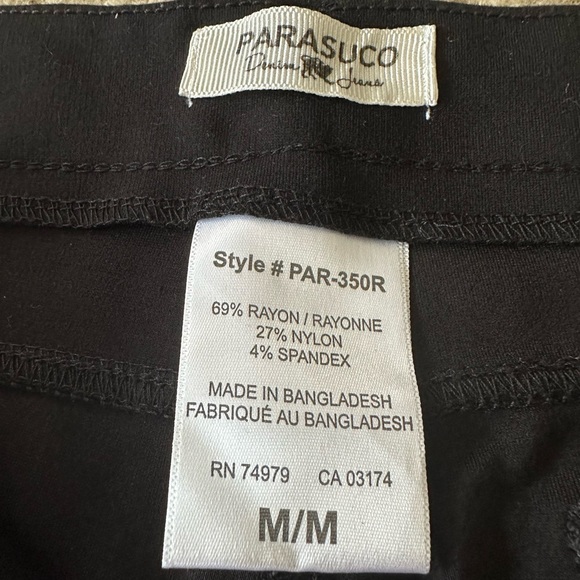 PARASUCO
Denim Jeans
Style # PAR-350R
69% RAYON / RAYONNE
27% NYLON
4% SPANDEX
MADE IN BANGLADESH
FABRIQUÉ AU BANGLADESH
RN 74979 CA 03174
M/M